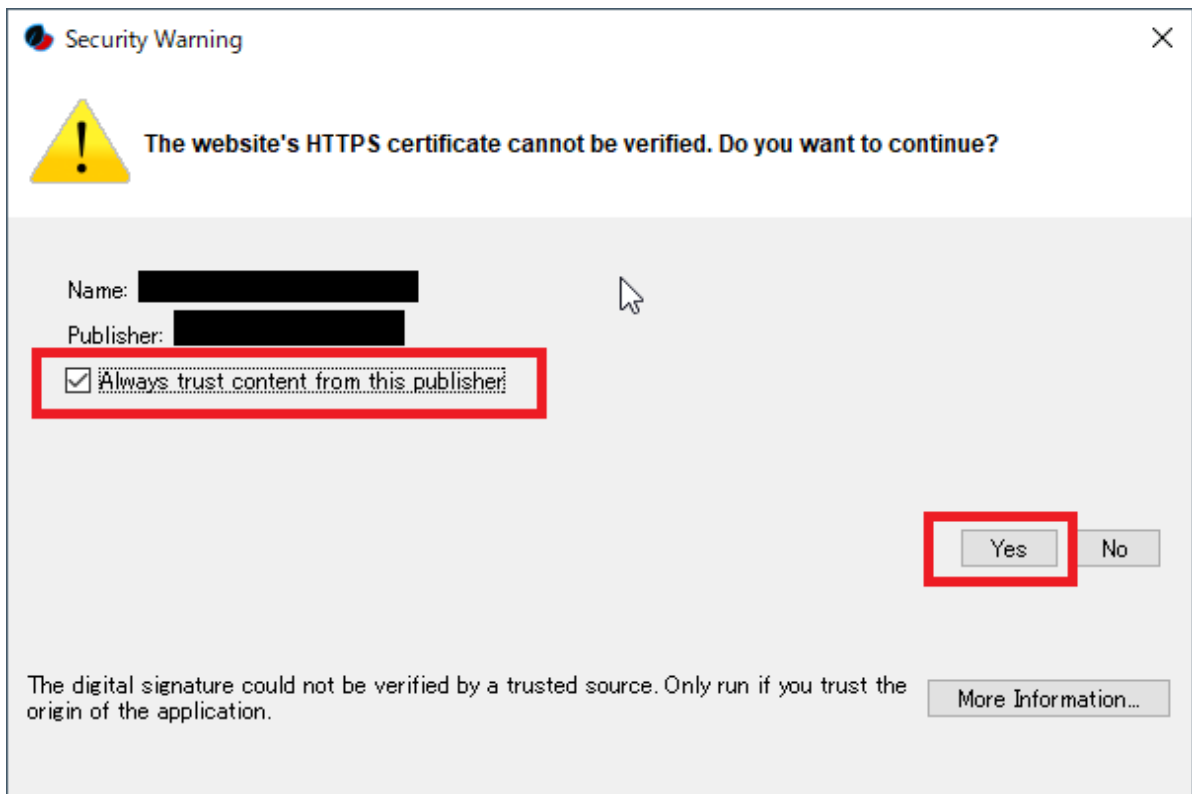 Security Warning
The website's HTTPS certificate cannot be verified. Do you want to continue?
Name:
Publisher:
Always trust content from this publisher
Yes
No
The digital signature could not be verified by a trusted source. Only run if you trust the
origin of the application.
More Information...